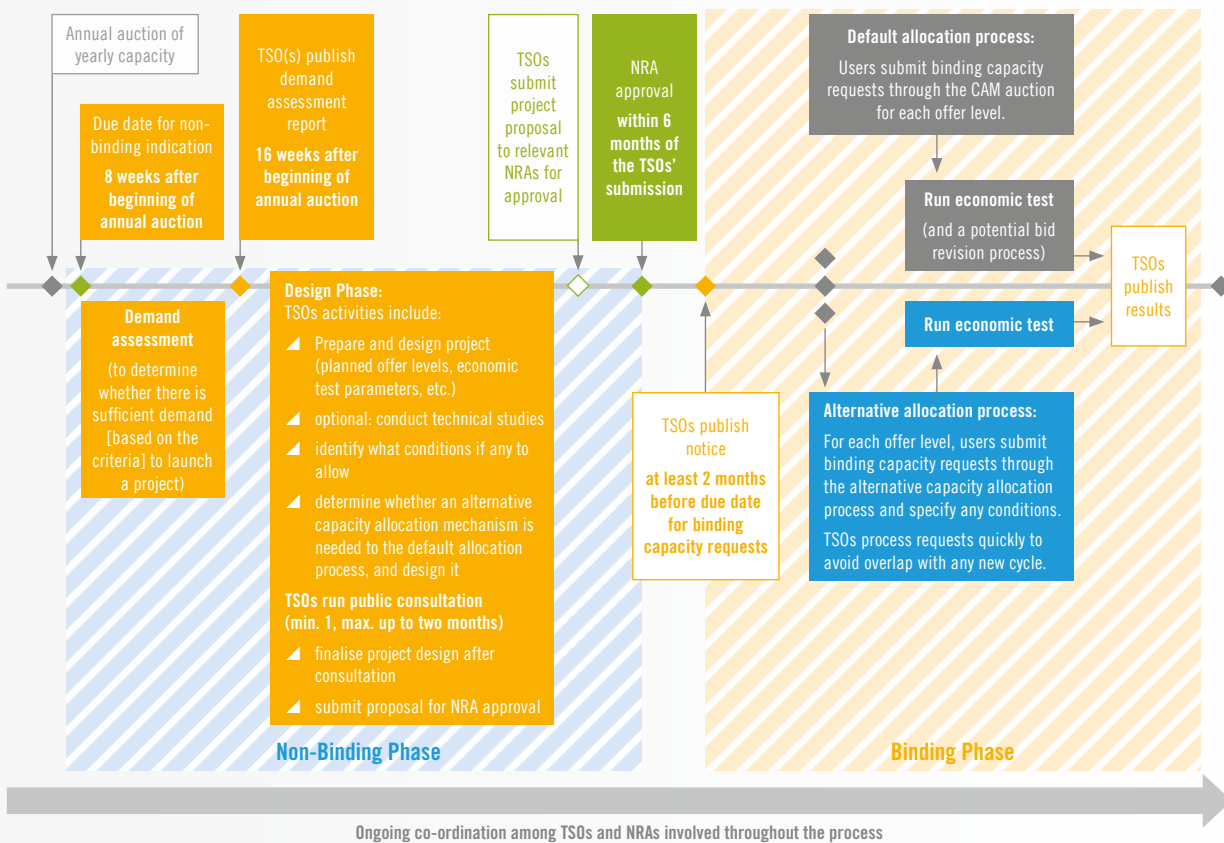 Annual auction of
yearly capacity
Due date for non-
binding indication
8 weeks after
beginning of
annual auction
TSO(s) publish
demand
assessment
report
16 weeks after
beginning of
annual auction
TSOs
submit
project
proposal
to relevant
NRAs for
approval
NRA
approval
within 6
months of
the TSOs’
submission
Default allocation process:
Users submit binding capacity
requests through the CAM auction
for each offer level.
Run economic test
(and a potential bid
revision process)
TSOs
publish
results
Run economic test
Demand
assessment
(to determine
whether there is
sufficient demand
[based on the
criteria] to launch
a project)
Design Phase:
TSOs activities include:
Prepare and design project
(planned offer levels, economic
test parameters, etc.)
optional: conduct technical studies
identify what conditions if any to
allow
determine whether an alternative
capacity allocation mechanism is
needed to the default allocation
process, and design it
TSOs run public consultation
(min. 1, max. up to two months)
finalise project design after
consultation
submit proposal for NRA approval
TSOs publish
notice
at least 2 months
before due date
for binding
capacity requests
Alternative allocation process:
For each offer level, users submit
binding capacity requests through
the alternative capacity allocation
process and specify any conditions.
TSOs process requests quickly to
avoid overlap with any new cycle.
Non-Binding Phase
Binding Phase
Ongoing co-ordination among TSOs and NRAs involved throughout the process